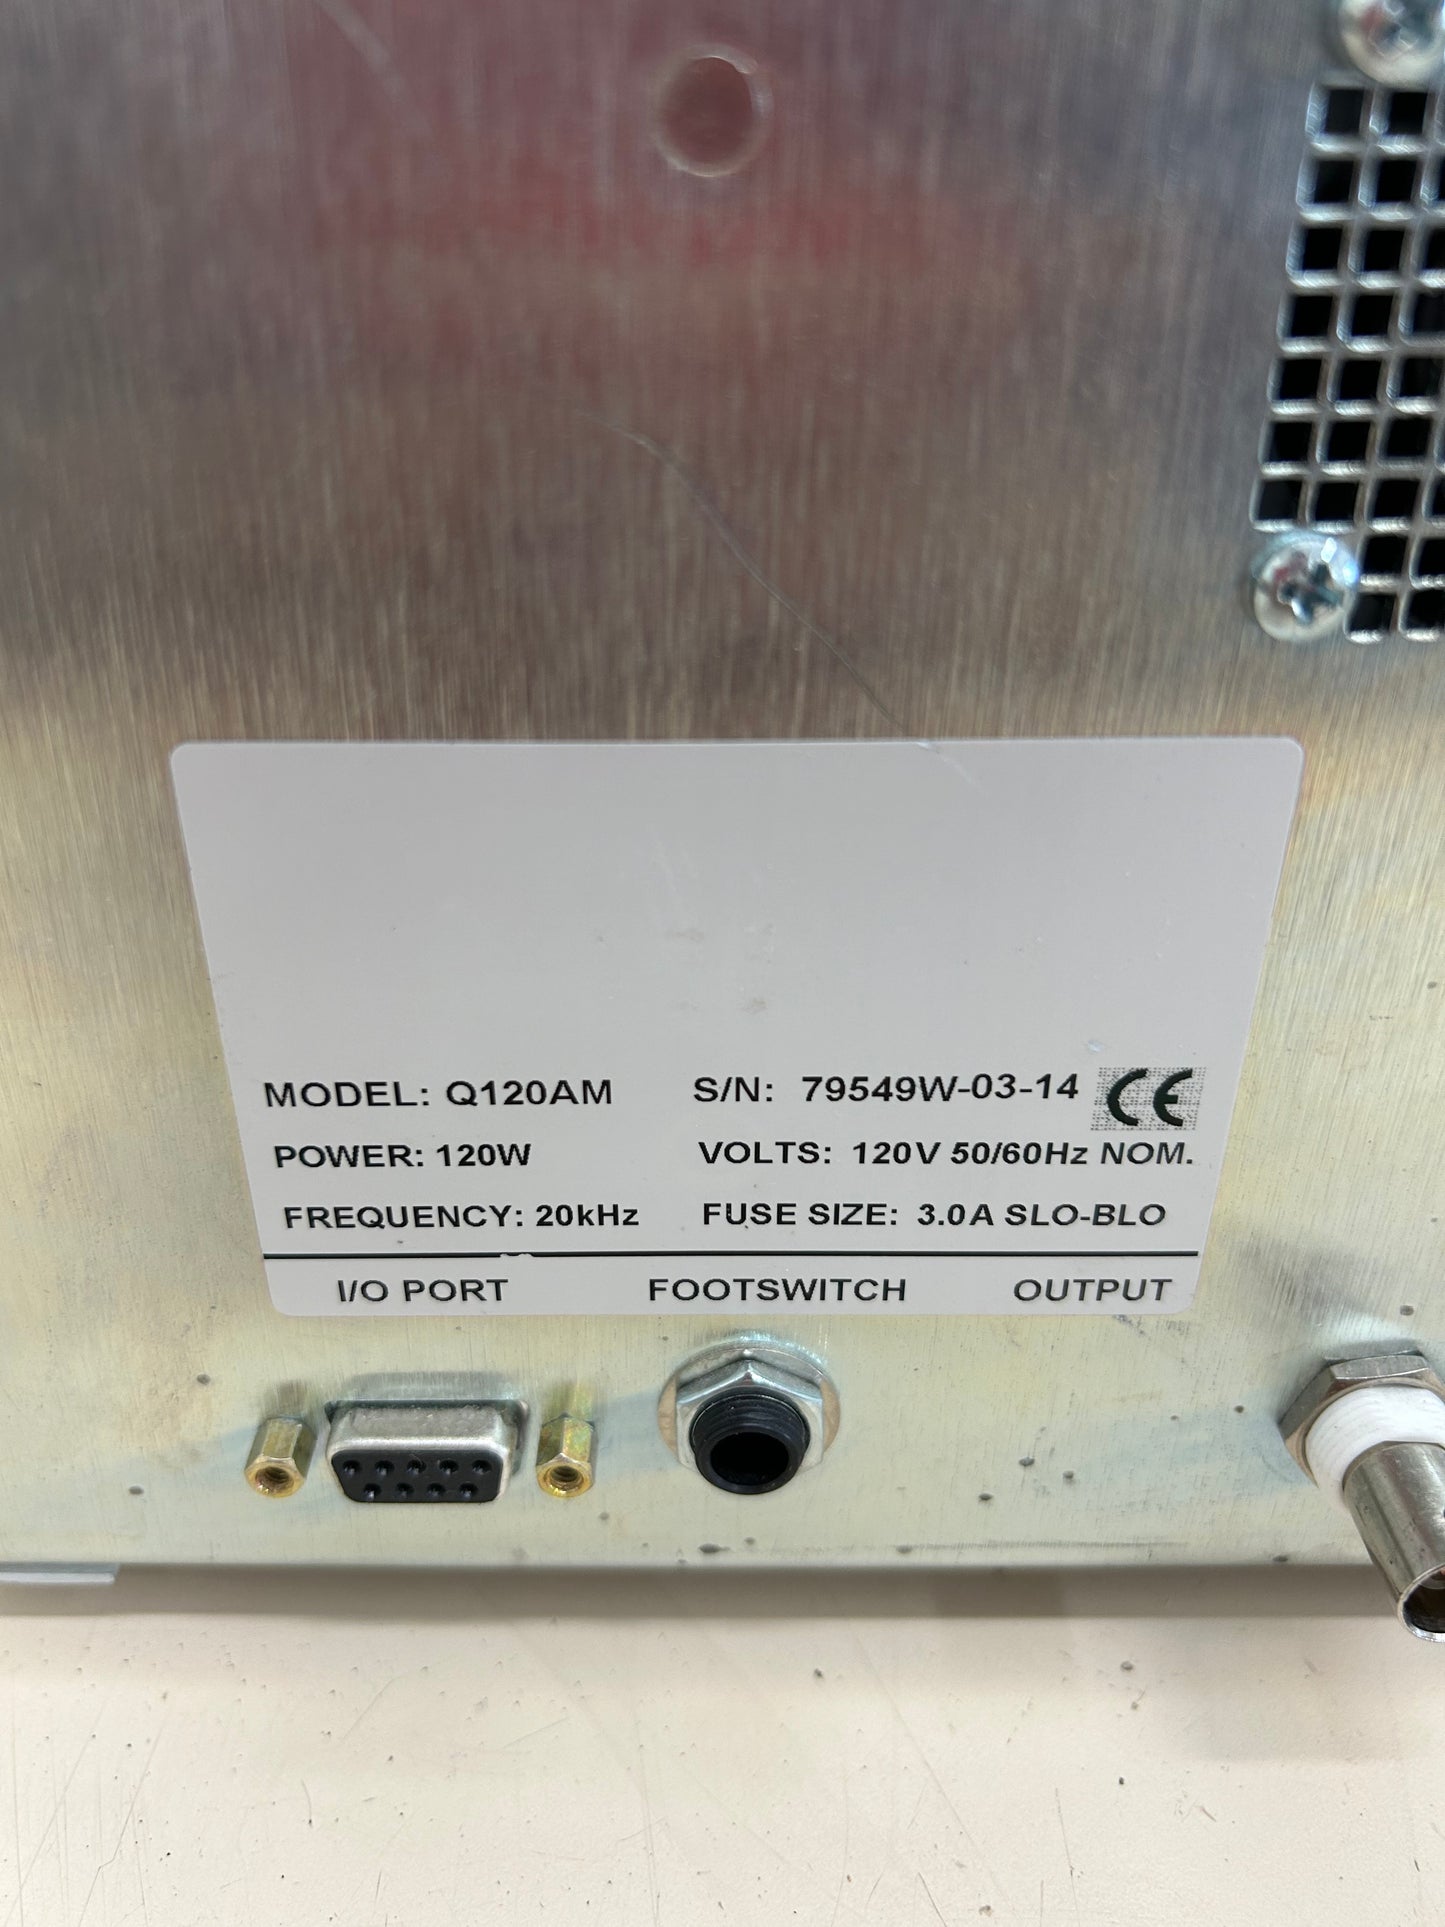 MODEL: Q120AM S/N: 79549W-03-14 CE
POWER: 120W VOLTS: 120V 50/60Hz NOM.
FREQUENCY: 20kHz FUSE SIZE: 3.0A SLO-BLO
I/O PORT FOOTSWITCH OUTPUT